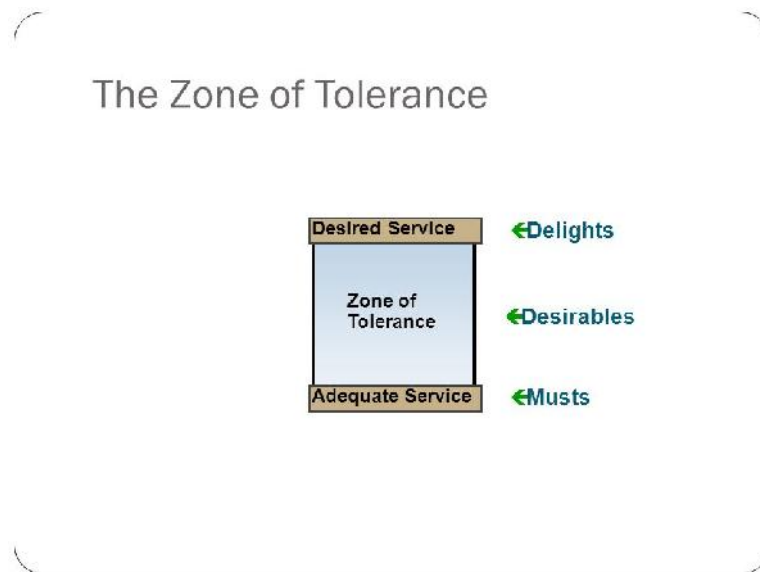 The Zone of Tolerance
Desired Service
←Delights
Zone of
Tolerance
←Desirables
Adequate Service
←Musts